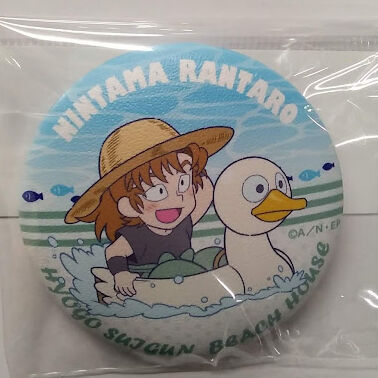 NINTAMA RANTARO
©A/N・EP
HYOGO SUIGUN BEACH HOUSE